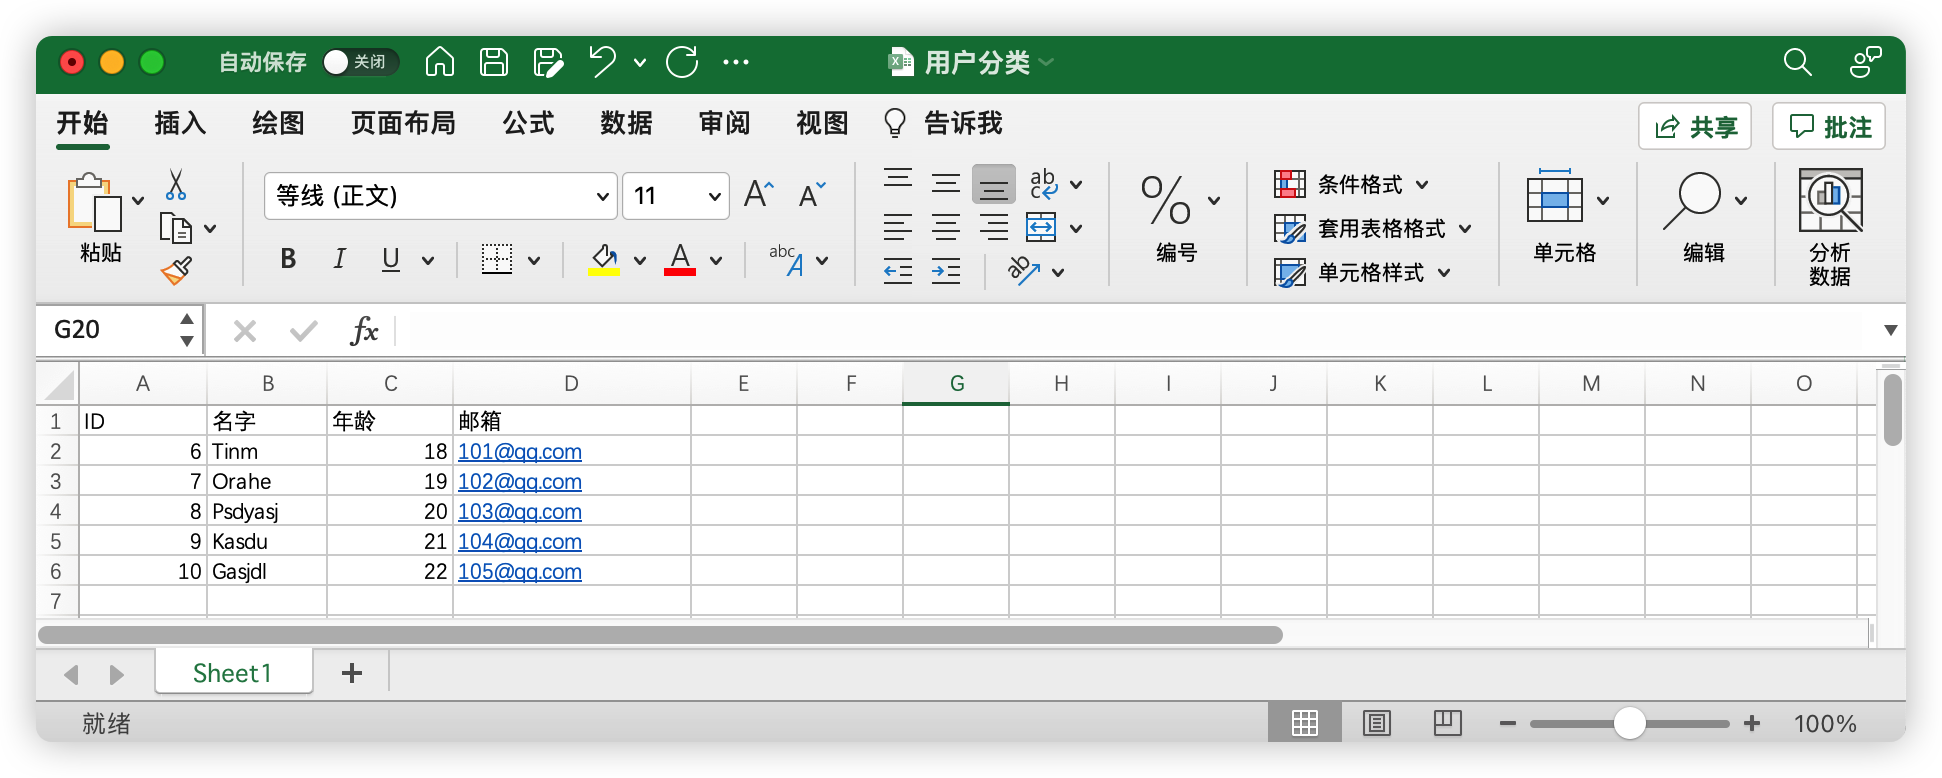 自动保存 关闭 用户分类
开始 插入 绘图 页面布局 公式 数据 审阅 视图 告诉我 共享 批注
粘贴
等线 (正文) 11 A A
B I U A abc A
ab c ab
% 编号
条件格式
套用表格格式
单元格样式
单元格
编辑
分析
数据
G20 fx
A B C D E F G H I J K L M N O
1 ID 名字 年龄 邮箱
2 6 Tinm 18 101@qq.com
3 7 Orahe 19 102@qq.com
4 8 Psdyasj 20 103@qq.com
5 9 Kasdu 21 104@qq.com
6 10 Gasjdl 22 105@qq.com
7
Sheet1 +
就绪 100%